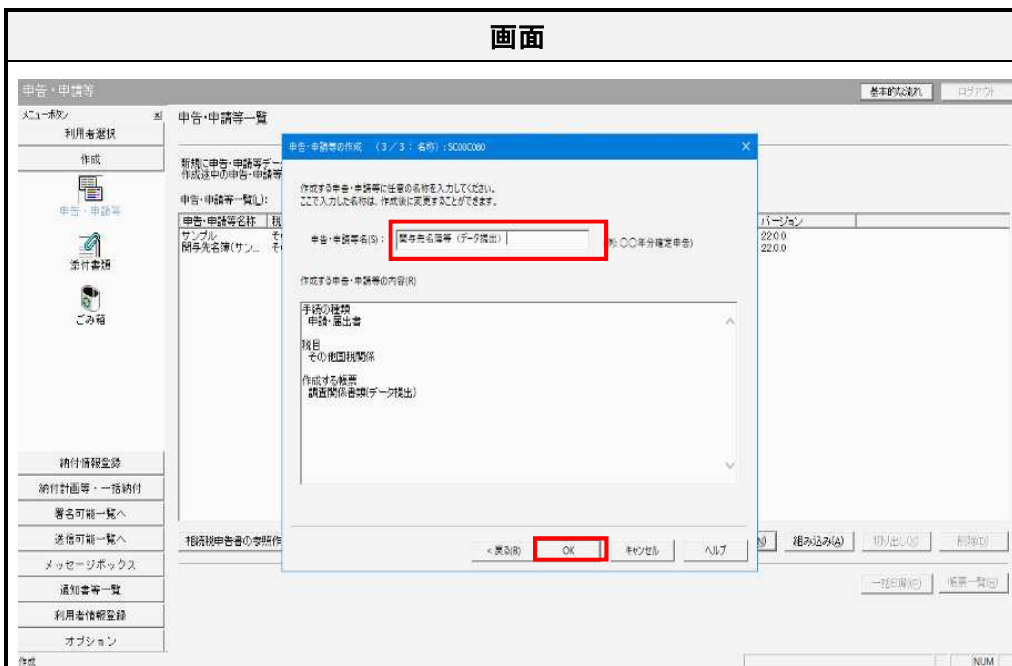 画面
申告・申請等
基本的な流れ
ログアウト
メニューボタン
利用者選択
作成
申告・申請等
添付書類
ごみ箱
納付情報登録
納付計画等・一括納付
署名可能一覧へ
送信可能一覧へ
メッセージボックス
通知書等一覧
利用者情報登録
オプション
作成
申告・申請等一覧
新規に申告・申請等デー
作成途中の申告・申請等
申告・申請等一覧(L):
申告・申請等名称 税
バージョン
サンプル そ
22.0.0
関与先名簿(サン... そ
22.0.0
相続税申告書の参照作
組み込み(A)
切り出し(X)
削除(D)
一括印刷(P)
帳票一覧(H)
NUM
申告・申請等の作成 (3/3:名称):SC00C080
作成する申告・申請等に任意の名称を入力してください。
ここで入力した名称は、作成後に変更することができます。
申告・申請等名(S): 関与先名簿等(データ提出) 例:〇〇年分確定申告)
作成する申告・申請等の内容(R)
手続の種類
申請・届出書
税目
その他国税関係
作成する帳票
調査関係書類(データ提出)
< 戻る(B)
OK
キャンセル
ヘルプ